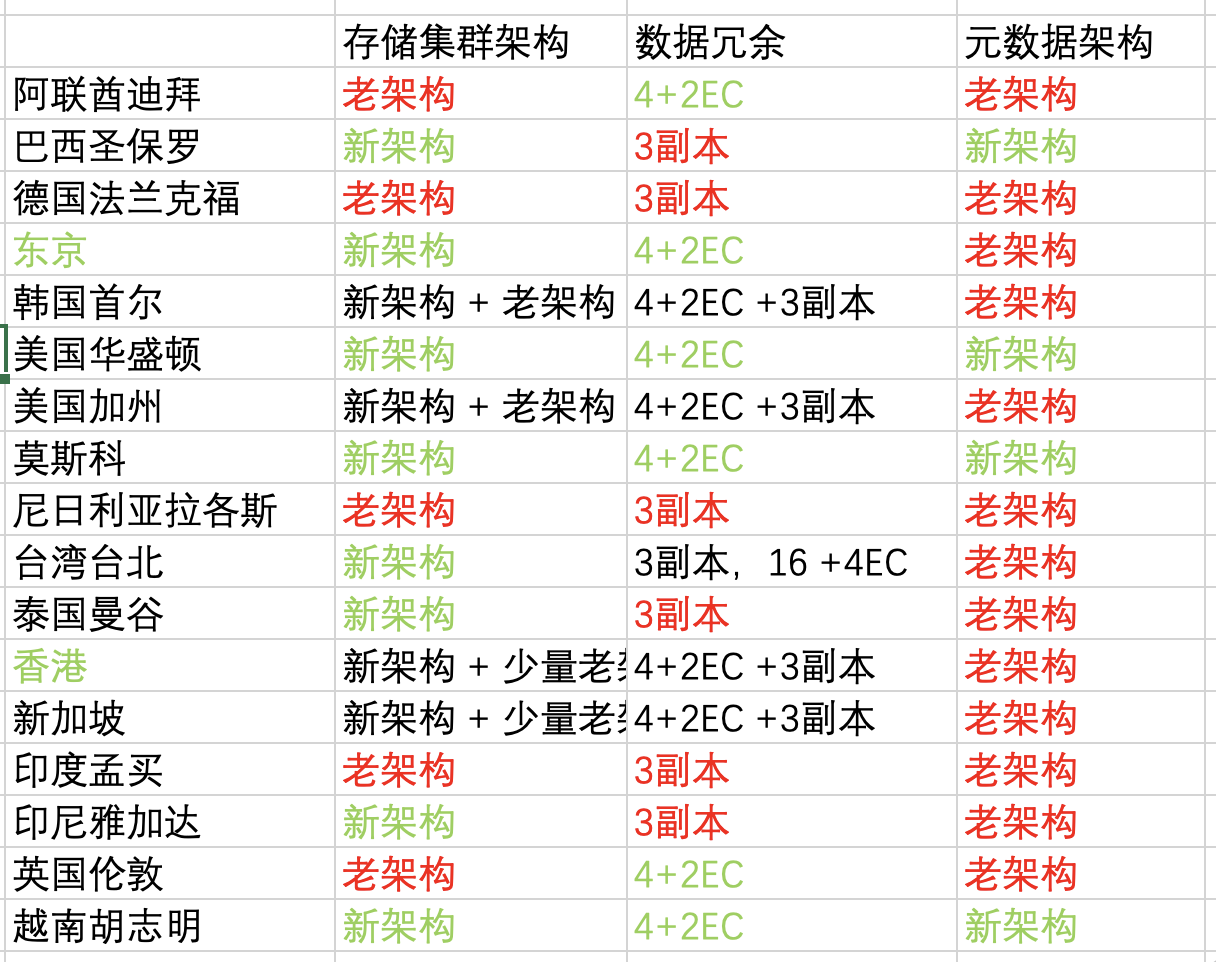 存储集群架构 数据冗余 元数据架构
阿联酋迪拜 老架构 4+2EC 老架构
巴西圣保罗 新架构 3副本 新架构
德国法兰克福 老架构 3副本 老架构
东京 新架构 4+2EC 老架构
韩国首尔 新架构 + 老架构 4+2EC +3副本 老架构
美国华盛顿 新架构 4+2EC 新架构
美国加州 新架构 + 老架构 4+2EC +3副本 老架构
莫斯科 新架构 4+2EC 新架构
尼日利亚拉各斯 老架构 3副本 老架构
台湾台北 新架构 3副本，16 +4EC 老架构
泰国曼谷 新架构 3副本 老架构
香港 新架构 + 少量老 4+2EC +3副本 老架构
新加坡 新架构 + 少量老 4+2EC +3副本 老架构
印度孟买 老架构 3副本 老架构
印尼雅加达 新架构 3副本 老架构
英国伦敦 老架构 4+2EC 老架构
越南胡志明 新架构 4+2EC 新架构